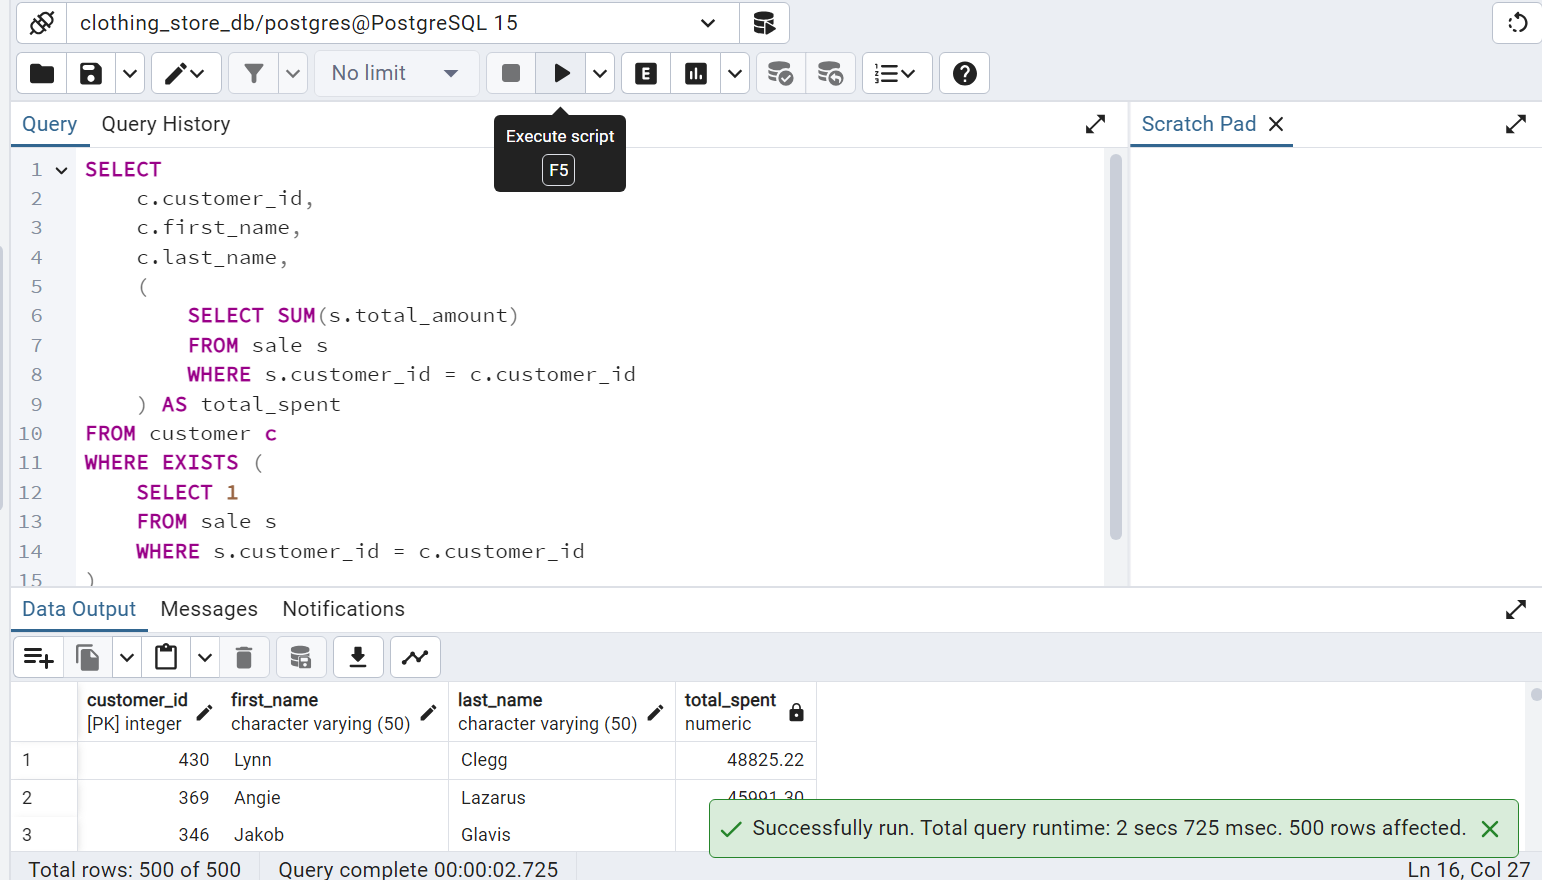 clothing_store_db/postgres@PostgreSQL 15
No limit
E
Query
Query History
Execute script
F5
Scratch Pad
1 SELECT
2 c.customer_id,
3 c.first_name,
4 c.last_name,
5 (
6 SELECT SUM(s.total_amount)
7 FROM sale s
8 WHERE s.customer_id = c.customer_id
9 ) AS total_spent
10 FROM customer c
11 WHERE EXISTS (
12 SELECT 1
13 FROM sale s
14 WHERE s.customer_id = c.customer_id
15 )
Data Output Messages Notifications
customer_id first_name last_name total_spent
[PK] integer character varying (50) character varying (50) numeric
1 430 Lynn Clegg 48825.22
2 369 Angie Lazarus 45991.30
3 346 Jakob Glavis
Successfully run. Total query runtime: 2 secs 725 msec. 500 rows affected.
Total rows: 500 of 500 Query complete 00:00:02.725 Ln 16, Col 27